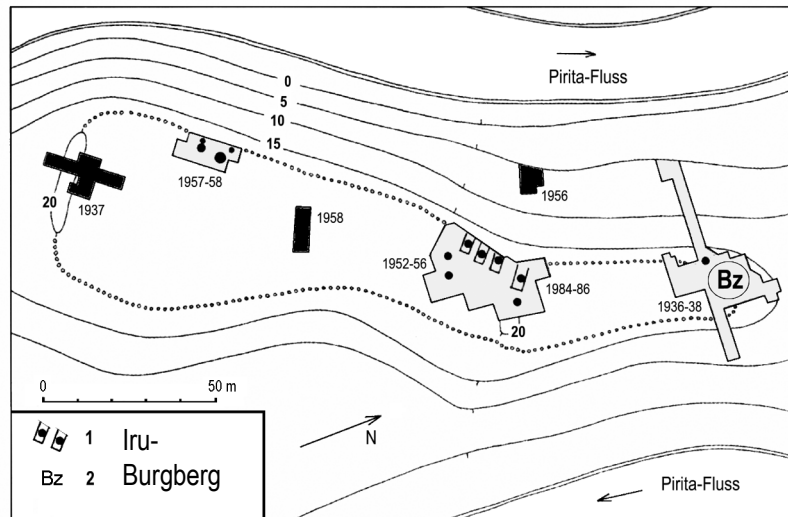 Pirita-Fluss
0
5
10
15
1957-58
20
1937
1958
1956
1952-56
1984-86
Bz
1936-38
20
0 50 m
N
1 Iru-
Bz 2 Burgberg
Pirita-Fluss